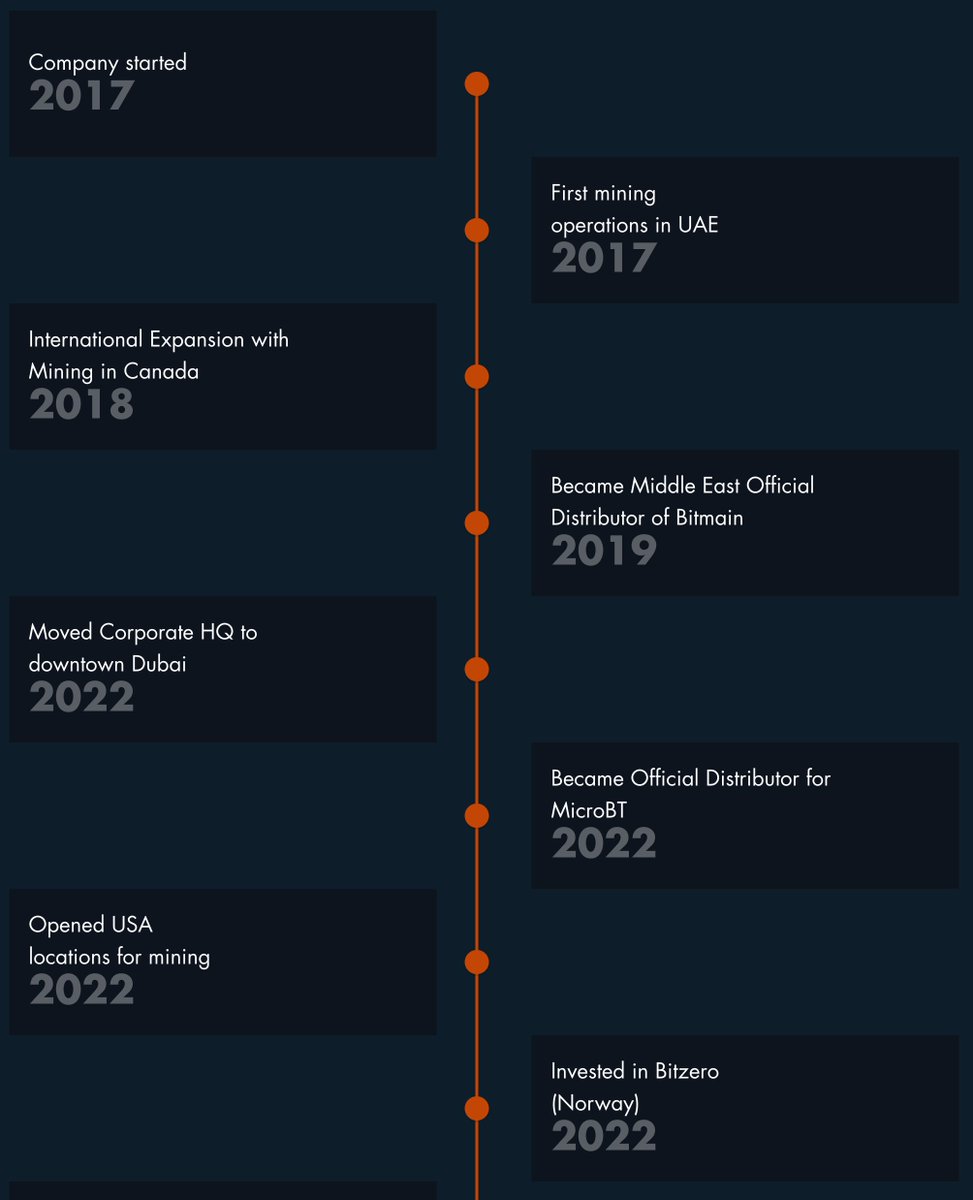 Company started
2017
First mining
operations in UAE
2017
International Expansion with
Mining in Canada
2018
Became Middle East Official
Distributor of Bitmain
2019
Moved Corporate HQ to
downtown Dubai
2022
Became Official Distributor for
MicroBT
2022
Opened USA
locations for mining
2022
Invested in Bitzero
(Norway)
2022